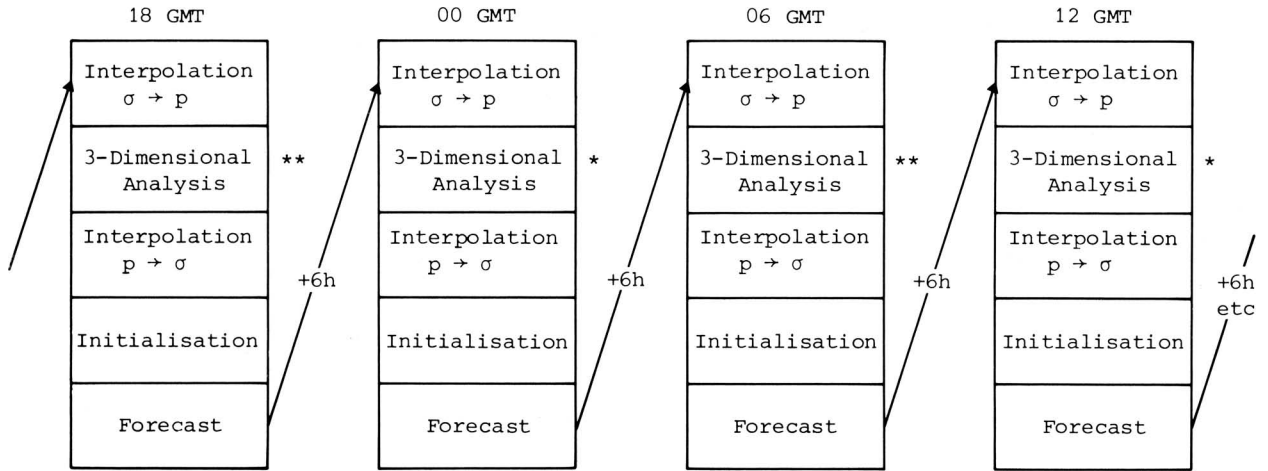 18 GMT
Interpolation
σ → p
3-Dimensional
Analysis
**
Interpolation
p → σ
Initialisation
Forecast
+6h
00 GMT
Interpolation
σ → p
3-Dimensional
Analysis
*
Interpolation
p → σ
Initialisation
Forecast
+6h
06 GMT
Interpolation
σ → p
3-Dimensional
Analysis
**
Interpolation
p → σ
Initialisation
Forecast
+6h
12 GMT
Interpolation
σ → p
3-Dimensional
Analysis
*
Interpolation
p → σ
Initialisation
Forecast
+6h
etc